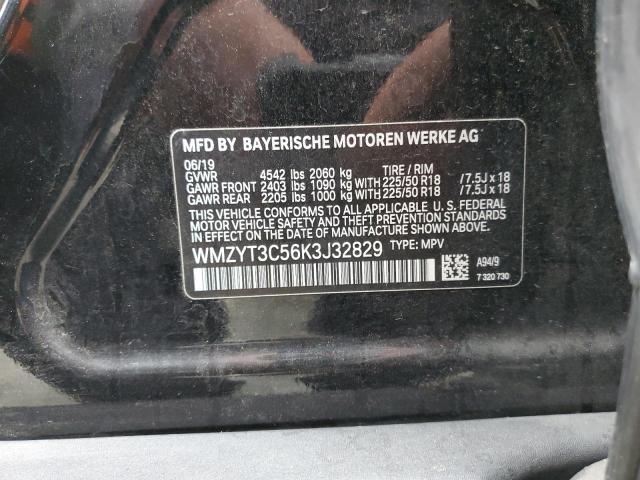 MFD BY BAYERISCHE MOTOREN WERKE AG
06/19
GVWR 4542 lbs 2060 kg TIRE / RIM
GAWR FRONT 2403 lbs 1090 kg WITH 225/50 R18 /7.5J x 18
GAWR REAR 2205 lbs 1000 kg WITH 225/50 R18 /7.5J x 18
THIS VEHICLE CONFORMS TO ALL APPLICABLE U. S. FEDERAL
MOTOR VEHICLE SAFETY AND THEFT PREVENTION STANDARDS
IN EFFECT ON THE DATE OF MANUFACTURE SHOWN ABOVE.
WMZYT3C56K3J32829 TYPE: MPV
A94/9
7 320 730